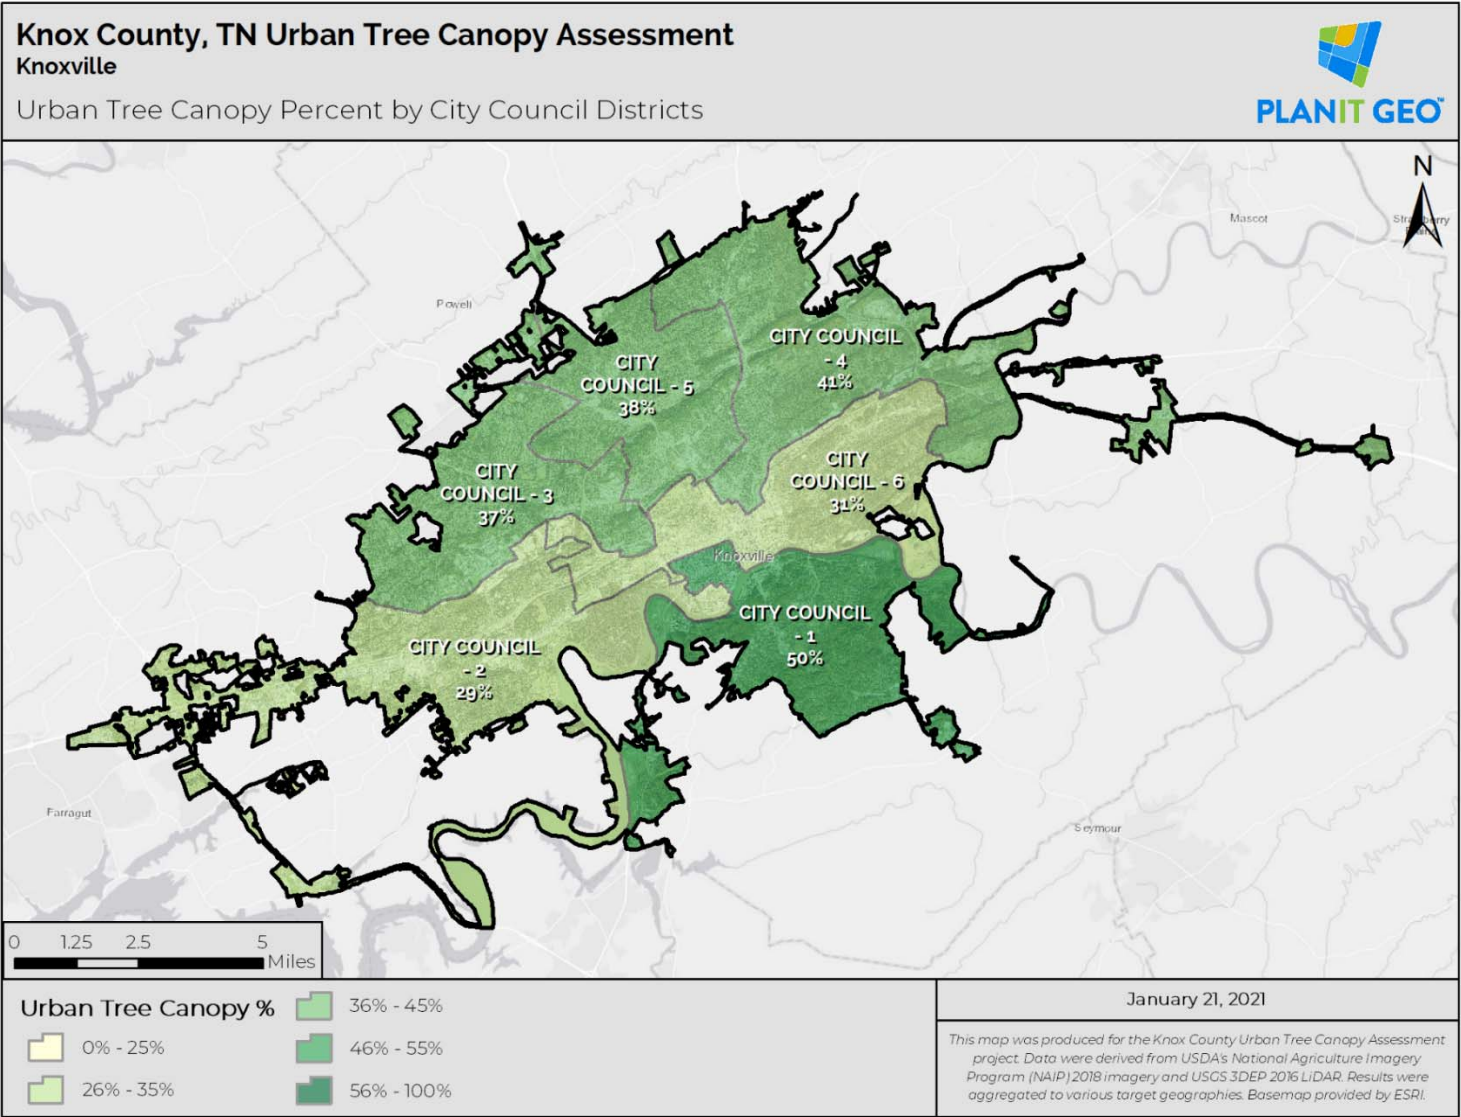 Knox County, TN Urban Tree Canopy Assessment
Knoxville
Urban Tree Canopy Percent by City Council Districts
PLANIT GEO™
N
Mascot
Powell
CITY COUNCIL
- 4
41%
CITY
COUNCIL - 5
38%
CITY
COUNCIL - 6
31%
CITY
COUNCIL - 3
37%
Knoxville
CITY COUNCIL
- 1
50%
CITY COUNCIL
- 2
29%
Farragut
Seymour
0 1.25 2.5 5
Miles
Urban Tree Canopy %
0% - 25%
26% - 35%
36% - 45%
46% - 55%
56% - 100%
January 21, 2021
This map was produced for the Knox County Urban Tree Canopy Assessment
project. Data were derived from USDA's National Agriculture Imagery
Program (NAIP) 2018 imagery and USGS 3DEP 2016 LiDAR. Results were
aggregated to various target geographies. Basemap provided by ESRI.